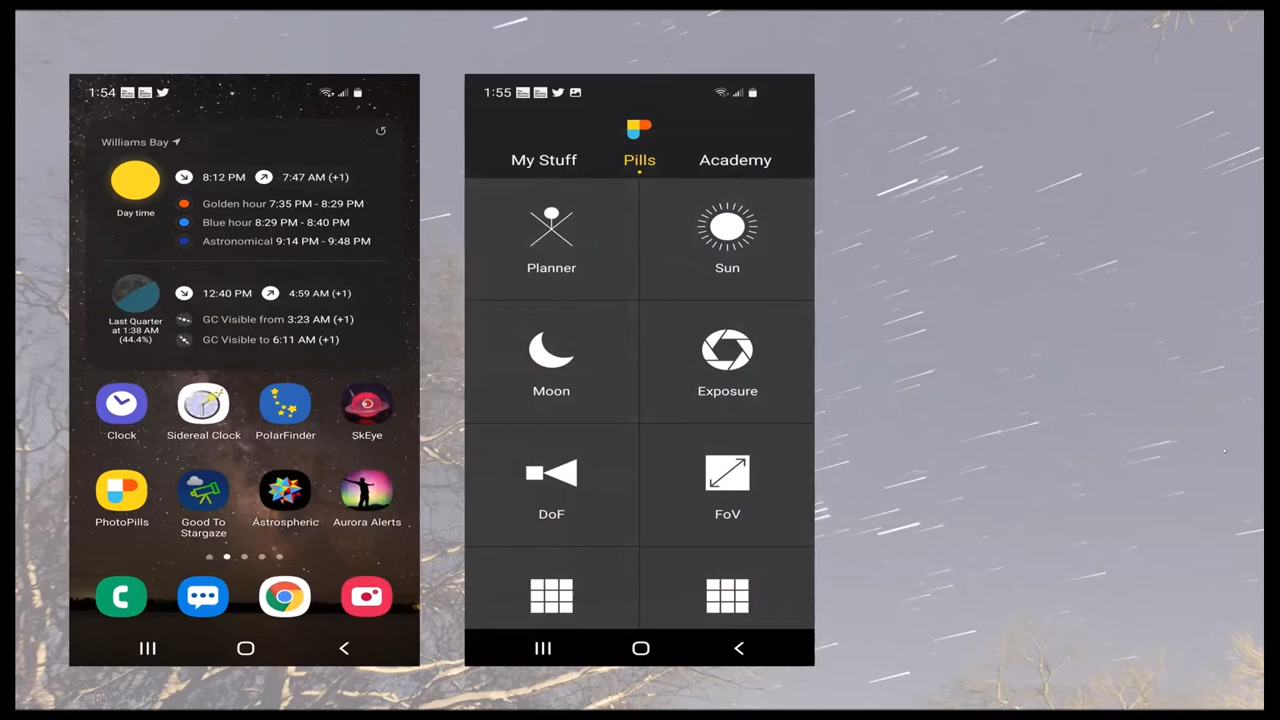 1:54
Williams Bay
8:12 PM 7:47 AM (+1)
Golden hour 7:35 PM - 8:29 PM
Day time
Blue hour 8:29 PM - 8:40 PM
Astronomical 9:14 PM - 9:48 PM
12:40 PM 4:59 AM (+1)
Last Quarter
at 1:38 AM
(44.4%)
GC Visible from 3:23 AM (+1)
GC Visible to 6:11 AM (+1)
Clock Sidereal Clock PolarFinder SkEye
PhotoPills Good To Stargaze Astrospheric Aurora Alerts
1:55
My Stuff Pills Academy
Planner Sun
Moon Exposure
DoF FoV